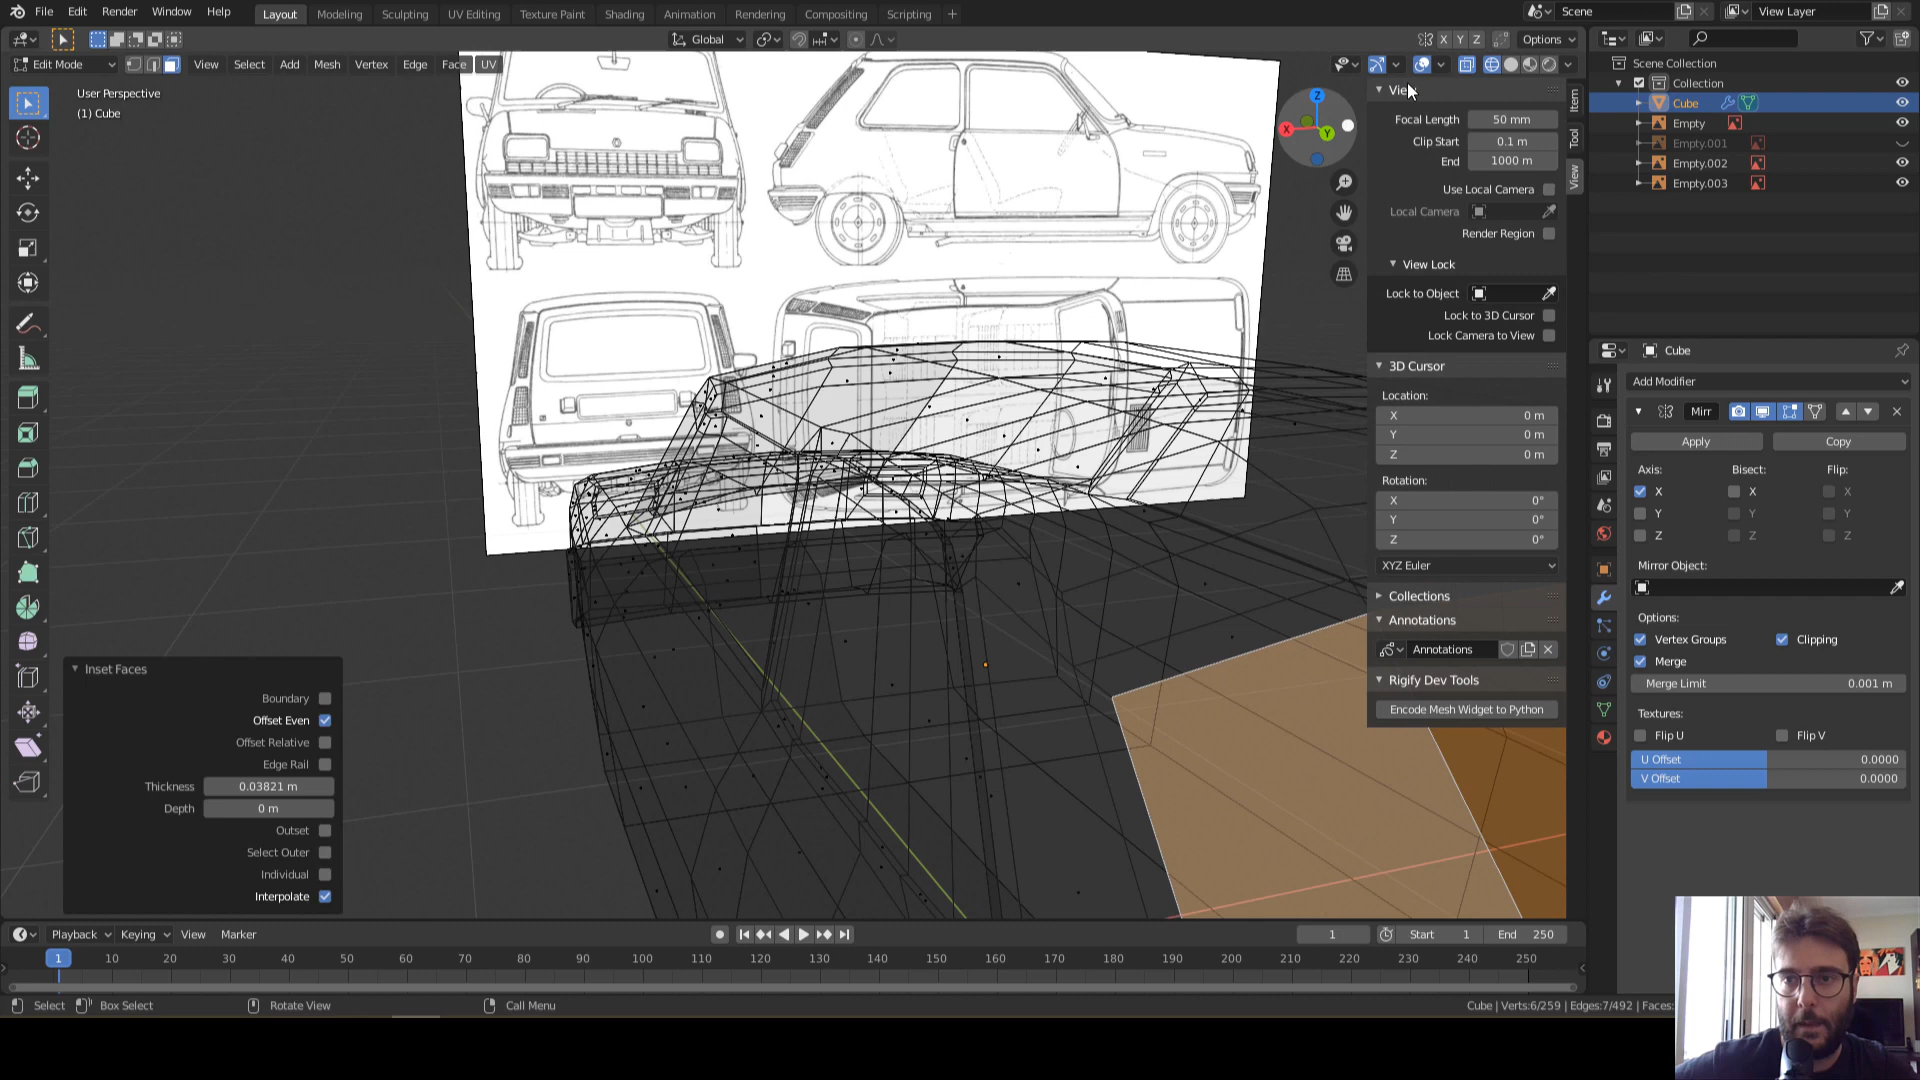 File Edit Render Window Help Layout Modeling Sculpting UV Editing Texture Paint Shading Animation Rendering Compositing Scripting + Scene View Layer
Global X Y Z Options
Edit Mode View Select Add Mesh Vertex Edge Face UV
User Perspective
(1) Cube
Z
X
Y
View
Focal Length 50 mm
Clip Start 0.1 m
End 1000 m
Use Local Camera
Local Camera
Render Region
View Lock
Lock to Object
Lock to 3D Cursor
Lock Camera to View
3D Cursor
Location:
X 0 m
Y 0 m
Z 0 m
Rotation:
X 0°
Y 0°
Z 0°
XYZ Euler
Collections
Annotations
Annotations
Rigify Dev Tools
Encode Mesh Widget to Python
Item
Tool
View
Scene Collection
Collection
Cube
Empty
Empty.001
Empty.002
Empty.003
Cube
Add Modifier
Mirr
Apply Copy
Axis: Bisect: Flip:
X X X
Y Y Y
Z Z Z
Mirror Object:
Options:
Vertex Groups Clipping
Merge
Merge Limit 0.001 m
Textures:
Flip U Flip V
U Offset 0.0000
V Offset 0.0000
Inset Faces
Boundary
Offset Even
Offset Relative
Edge Rail
Thickness 0.03821 m
Depth 0 m
Outset
Select Outer
Individual
Interpolate
Playback Keying View Marker 1 Start 1 End 250
1 10 20 30 40 50 60 70 80 90 100 110 120 130 140 150 160 170 180 190 200 210 220 230 240 250
Select Box Select Rotate View Call Menu Cube | Verts:6/259 | Edges:7/492 | Faces: